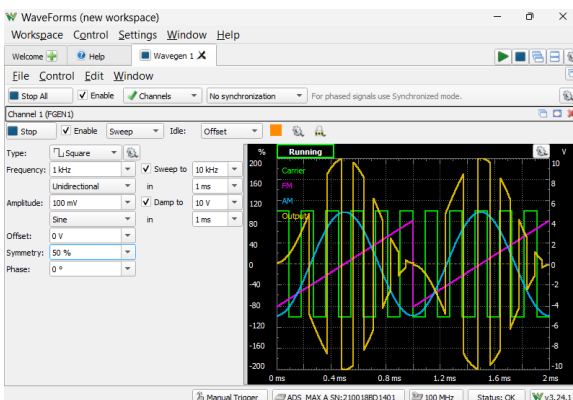 WaveForms (new workspace)
Workspace Control Settings Window Help
Welcome Help Wavegen 1 X
File Control Edit Window
Stop All Enable Channels No synchronization For phased signals use Synchronized mode.
Channel 1 (FGEN1)
Stop Enable Sweep Idle: Offset
Type: Square
Frequency: 1 kHz Sweep to 10 kHz
Unidirectional in 1 ms
Amplitude: 100 mV Damp to 10 V
Sine in 1 ms
Offset: 0 V
Symmetry: 50 %
Phase: 0 °
% Running V
200 10
Carrier
160 FM 8
AM
120 6
Output
80 4
40 2
0 0
-40 -2
-80 -4
-120 -6
-160 -8
-200 -10
0 ms 0.4 ms 0.8 ms 1.2 ms 1.6 ms 2 ms
Manual Trigger ADS_MAX A SN:210018BD1401 100 MHz Status: OK v3.24.1